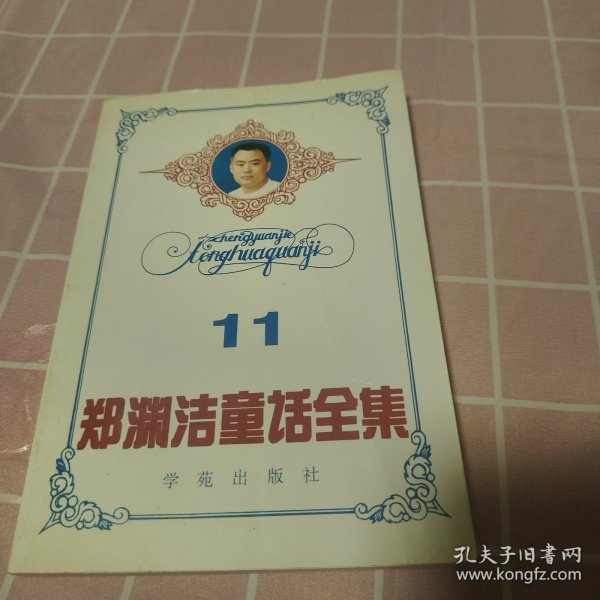 zhengyuanjie
tonghuaquanji
11
郑渊洁童话全集
学苑出版社
孔夫子旧书网
www.kongfz.com